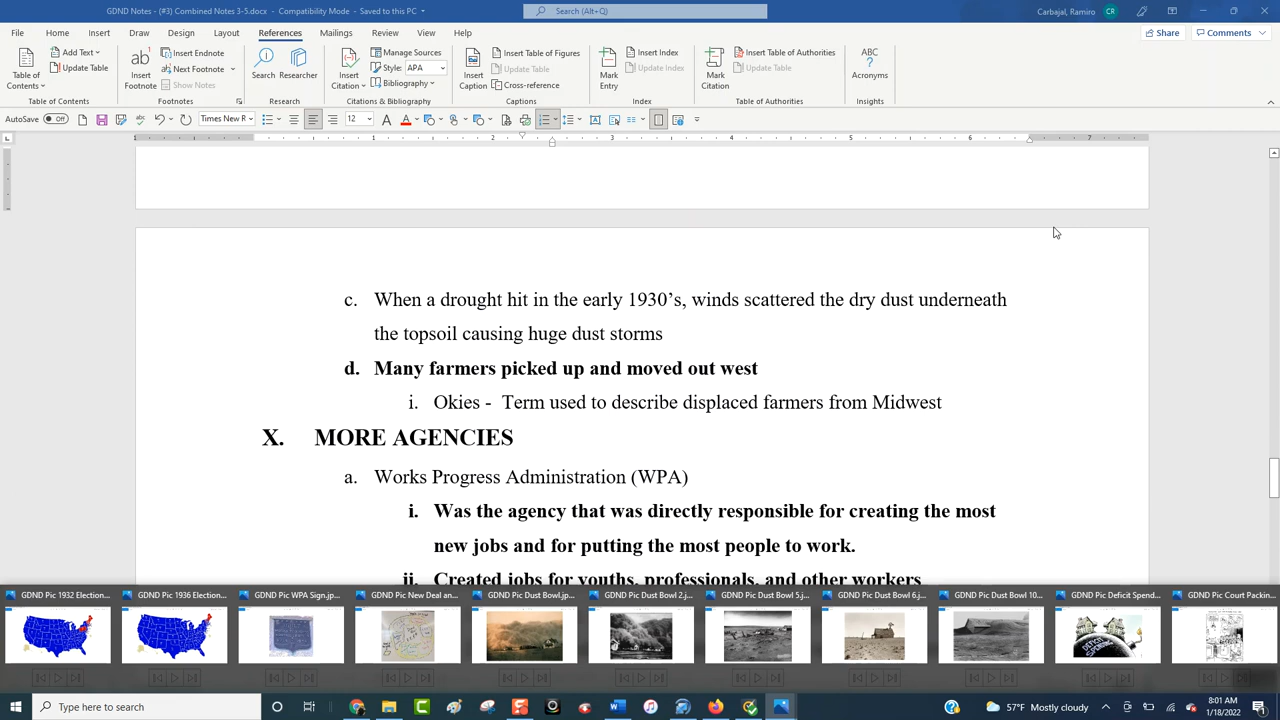 GDND Notes - (#3) Combined Notes 3-5.docx - Compatibility Mode - Saved to this PC
Search (Alt+Q)
Carbajal, Ramiro
File Home Insert Draw Design Layout References Mailings Review View Help
Share Comments
Table of Contents
Add Text
Update Table
Table of Contents
ab
Insert Footnote
Insert Endnote
Next Footnote
Show Notes
Footnotes
Search
Researcher
Research
Insert Citation
Manage Sources
Style: APA
Bibliography
Citations & Bibliography
Insert Caption
Insert Table of Figures
Update Table
Cross-reference
Captions
Mark Entry
Insert Index
Update Index
Index
Mark Citation
Insert Table of Authorities
Update Table
Table of Authorities
ABC
Acronyms
Insights
AutoSave Off Times New R 12
1 1 2 3 4 5 6 7
c. When a drought hit in the early 1930's, winds scattered the dry dust underneath
the topsoil causing huge dust storms
d. Many farmers picked up and moved out west
i. Okies - Term used to describe displaced farmers from Midwest
X. MORE AGENCIES
a. Works Progress Administration (WPA)
i. Was the agency that was directly responsible for creating the most
new jobs and for putting the most people to work.
ii. Created jobs for youths, professionals, and other workers
GDND Pic 1932 Election... GDND Pic 1936 Election... GDND Pic WPA Sign.jp... GDND Pic New Deal an... GDND Pic Dust Bowl.jp... GDND Pic Dust Bowl 2.j... GDND Pic Dust Bowl 5.j... GDND Pic Dust Bowl 6.j... GDND Pic Dust Bowl 10... GDND Pic Deficit Spend... GDND Pic Court Packin...
Type here to search
57°F Mostly cloudy
8:01 AM
1/18/2022